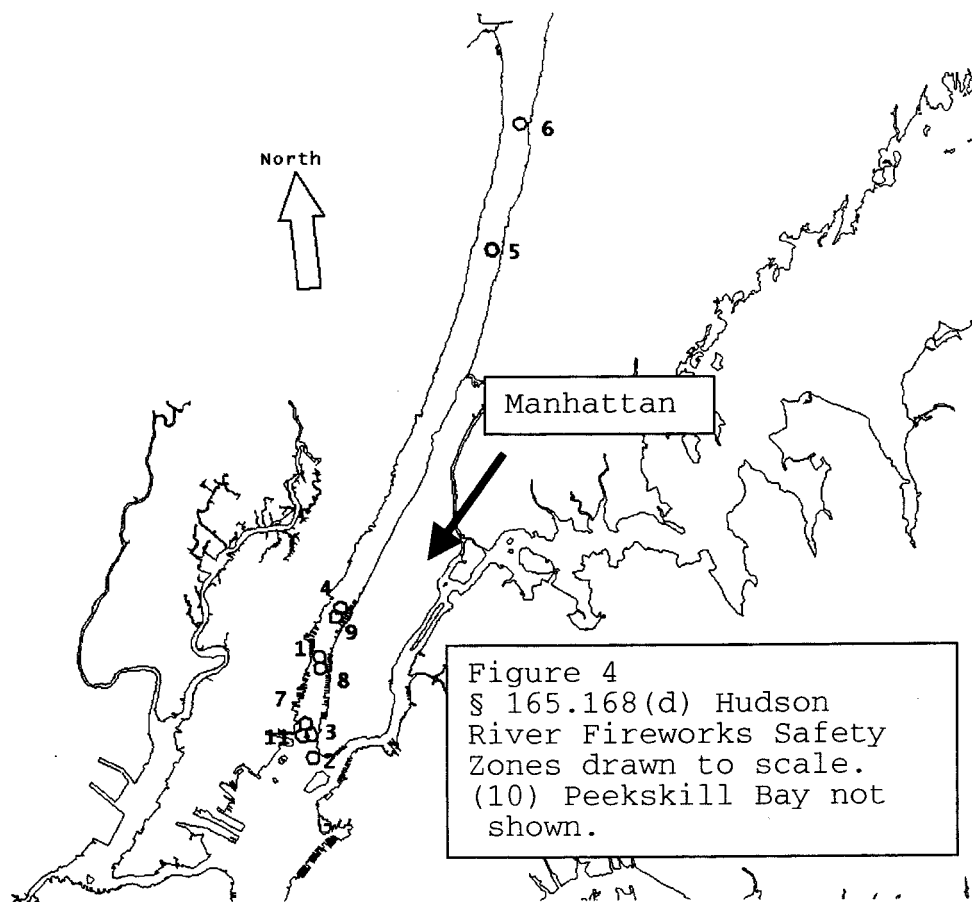 6
North
5
Manhattan
4
9
11
8
7
3
2
Figure 4
§ 165.168(d) Hudson
River Fireworks Safety
Zones drawn to scale.
(10) Peekskill Bay not
shown.